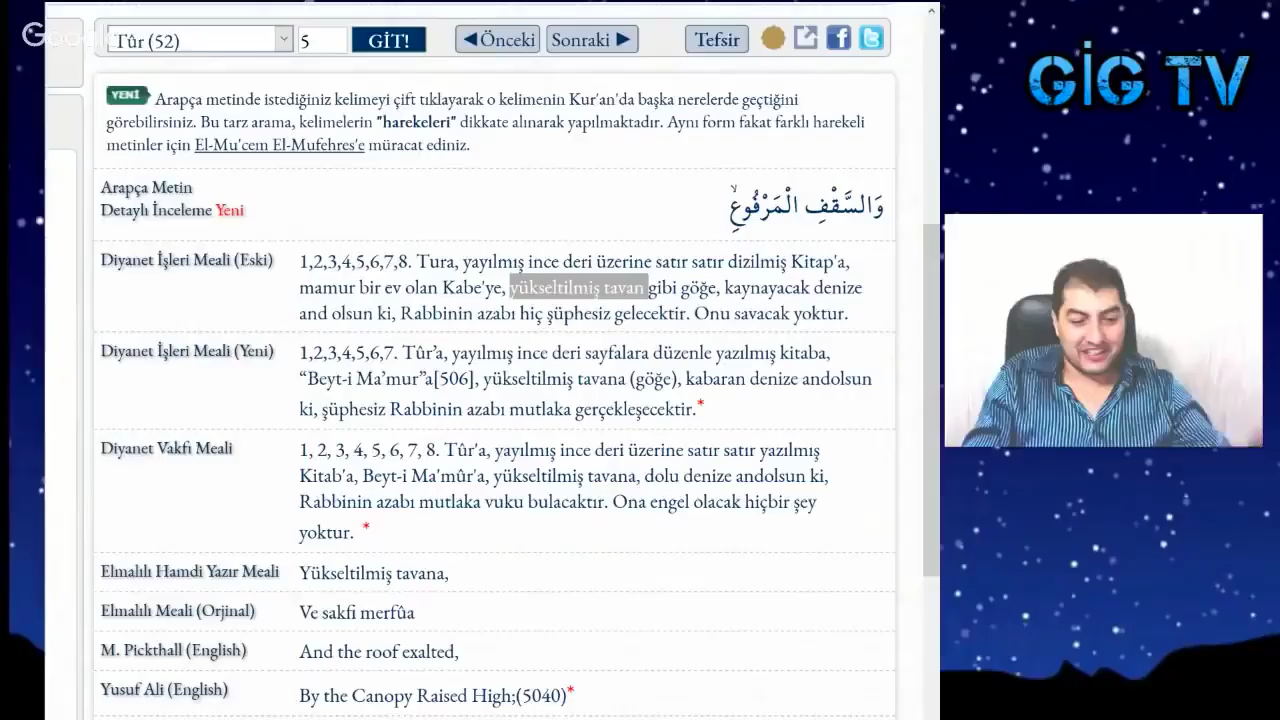 Tûr (52)
5
GİT!
◄Önceki
Sonraki ►
Tefsir
GİG TV
YENİ Arapça metinde istediğiniz kelimeyi çift tıklayarak o kelimenin Kur'an'da başka nerelerde geçtiğini
görebilirsiniz. Bu tarz arama, kelimelerin "harekeleri" dikkate alınarak yapılmaktadır. Aynı form fakat farklı harekeli
metinler için El-Mu'cem El-Mufehres'e müracat ediniz.
Arapça Metin
Detaylı İnceleme Yeni
وَالسَّقْفِ الْمَرْفُوعِۙ
Diyanet İşleri Meali (Eski)
1,2,3,4,5,6,7,8. Tura, yayılmış ince deri üzerine satır satır dizilmiş Kitap'a,
mamur bir ev olan Kabe'ye, yükseltilmiş tavan gibi göğe, kaynayacak denize
and olsun ki, Rabbinin azabı hiç şüphesiz gelecektir. Onu savacak yoktur.
Diyanet İşleri Meali (Yeni)
1,2,3,4,5,6,7. Tûr’a, yayılmış ince deri sayfalara düzenle yazılmış kitaba,
“Beyt-i Ma’mur”a[506], yükseltilmiş tavana (göğe), kabaran denize andolsun
ki, şüphesiz Rabbinin azabı mutlaka gerçekleşecektir.*
Diyanet Vakfı Meali
1, 2, 3, 4, 5, 6, 7, 8. Tûr'a, yayılmış ince deri üzerine satır satır yazılmış
Kitab'a, Beyt-i Ma'mûr'a, yükseltilmiş tavana, dolu denize andolsun ki,
Rabbinin azabı mutlaka vuku bulacaktır. Ona engel olacak hiçbir şey
yoktur. *
Elmalılı Hamdi Yazır Meali
Yükseltilmiş tavana,
Elmalılı Meali (Orjinal)
Ve sakfi merfûa
M. Pickthall (English)
And the roof exalted,
Yusuf Ali (English)
By the Canopy Raised High;(5040)*